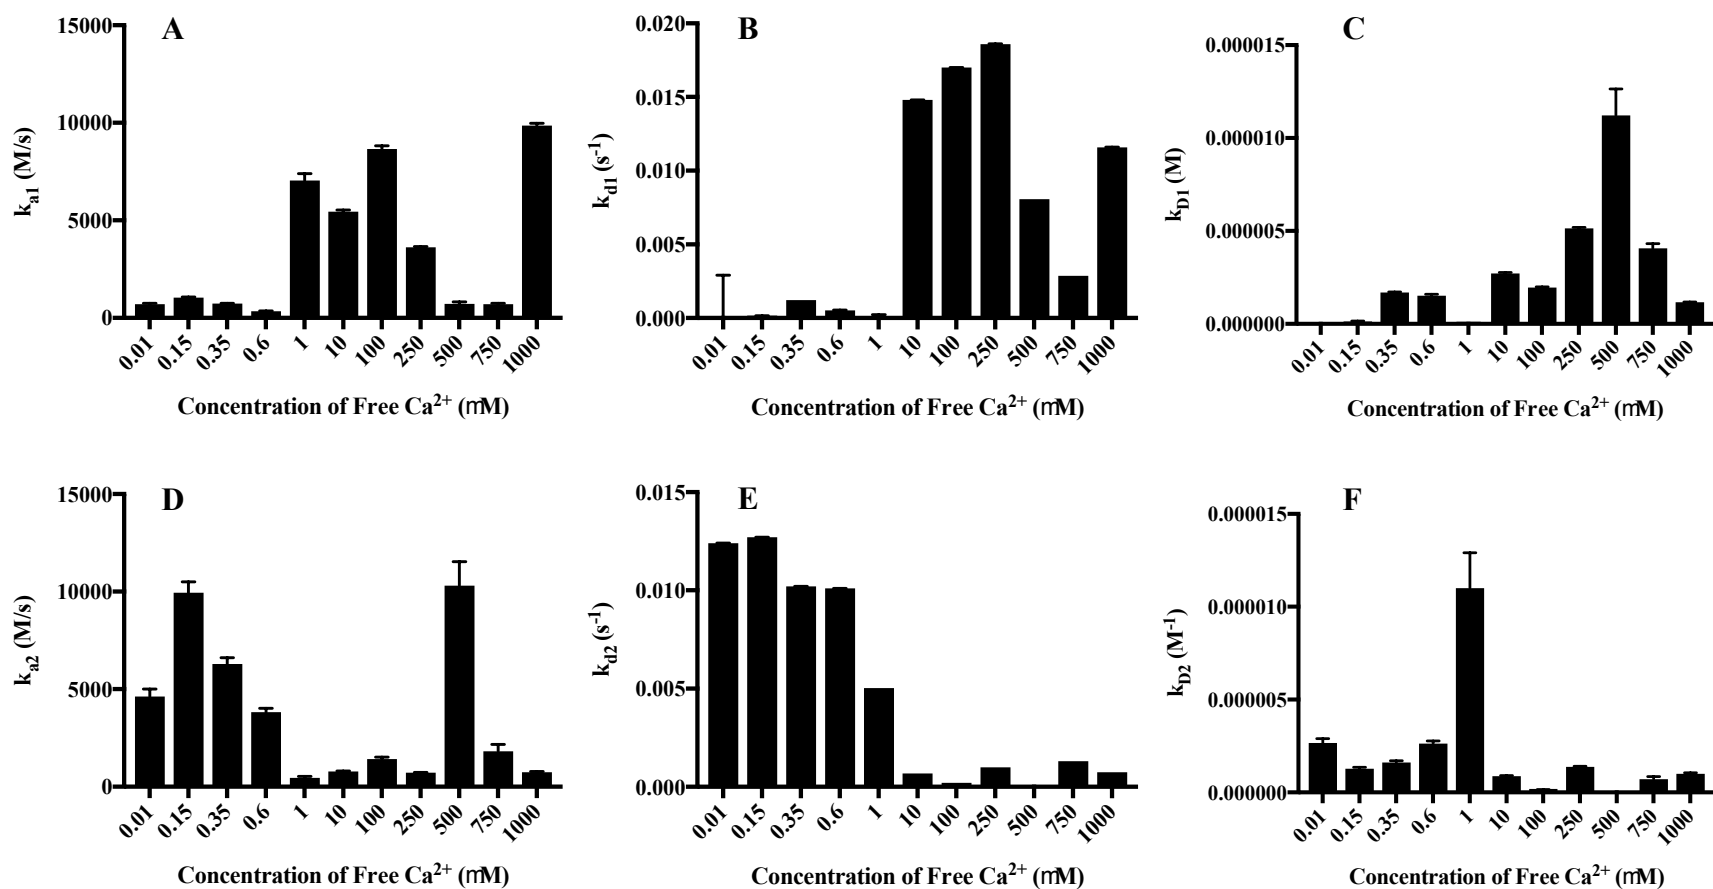 A
15000
10000
5000
0
k_a1 (M/s)
0.01 0.15 0.35 0.6 1 10 100 250 500 750 1000
Concentration of Free Ca²⁺ (mM)
B
0.020
0.015
0.010
0.005
0.000
k_d1 (s⁻¹)
0.01 0.15 0.35 0.6 1 10 100 250 500 750 1000
Concentration of Free Ca²⁺ (mM)
C
0.000015
0.000010
0.000005
0.000000
k_D1 (M)
0.01 0.15 0.35 0.6 1 10 100 250 500 750 1000
Concentration of Free Ca²⁺ (mM)
D
15000
10000
5000
0
k_a2 (M/s)
0.01 0.15 0.35 0.6 1 10 100 250 500 750 1000
Concentration of Free Ca²⁺ (mM)
E
0.015
0.010
0.005
0.000
k_d2 (s⁻¹)
0.01 0.15 0.35 0.6 1 10 100 250 500 750 1000
Concentration of Free Ca²⁺ (mM)
F
0.000015
0.000010
0.000005
0.000000
k_D2 (M⁻¹)
0.01 0.15 0.35 0.6 1 10 100 250 500 750 1000
Concentration of Free Ca²⁺ (mM)